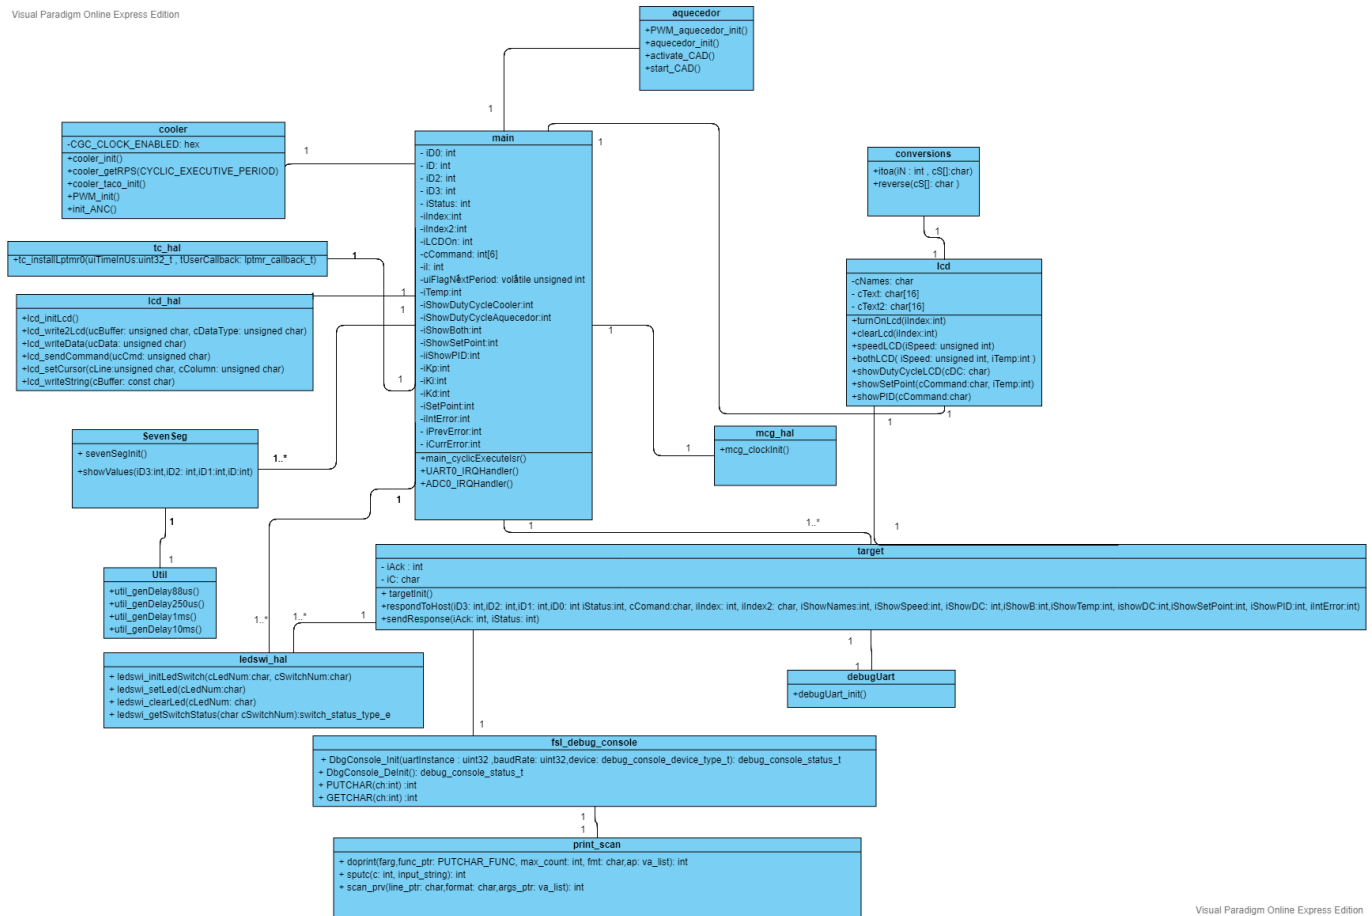 Visual Paradigm Online Express Edition
aquecedor
+PWM_aquecedor_init()
+aquecedor_init()
+activate_CAD()
+start_CAD()
1
cooler
-CGC_CLOCK_ENABLED: hex
+cooler_init()
+cooler_getRPS(CYCLIC_EXECUTIVE_PERIOD)
+cooler_taco_init()
+PWM_init()
+init_ANC()
1
main
- iD0: int
- iD: int
- iD2: int
- iD3: int
- iStatus: int
-iIndex:int
-iIndex2:int
-iLCDOn: int
-cCommand: int[6]
-iI: int
-uiFlagNextPeriod: volátile unsigned int
-iTemp:int
-iShowDutyCycleCooler:int
-iShowDutyCycleAquecedor:int
-iShowBoth:int
-iShowSetPoint:int
-iiShowPID:int
-iKp:int
-iKi:int
-iKd:int
-iSetPoint:int
-iIntError:int
- iPrevError:int
- iCurrError:int
+main_cyclicExecuteIsr()
+UART0_IRQHandler()
+ADC0_IRQHandler()
1
conversions
+itoa(iN : int , cS[]:char)
+reverse(cS[]: char )
1
1
tc_hal
+tc_installLptmr0(uiTimeInUs:uint32_t , tUserCallback: lptmr_callback_t)
1
lcd_hal
+lcd_initLcd()
+lcd_write2Lcd(ucBuffer: unsigned char, cDataType: unsigned char)
+lcd_writeData(ucData: unsigned char)
+lcd_sendCommand(ucCmd: unsigned char)
+lcd_setCursor(cLine:unsigned char, cColumn: unsigned char)
+lcd_writeString(cBuffer: const char)
1
1
1
1
lcd
-cNames: char
- cText: char[16]
- cText2: char[16]
+turnOnLcd(iIndex:int)
+clearLcd(iIndex:int)
+speedLCD(iSpeed: unsigned int)
+bothLCD( iSpeed: unsigned int, iTemp:int )
+showDutyCycleLCD(cDC: char)
+showSetPoint(cCommand:char, iTemp:int)
+showPID(cCommand:char)
1
1
mcg_hal
+mcg_clockInit()
1
SevenSeg
+ sevenSegInit()
+showValues(iD3:int,iD2: int,iD1:int,iD:int)
1..*
1
1
1
Util
+util_genDelay88us()
+util_genDelay250us()
+util_genDelay1ms()
+util_genDelay10ms()
1
1..*
1
target
- iAck : int
- iC: char
+ targetInit()
+respondToHost(iD3: int,iD2: int,iD1: int,iD0: int iStatus:int, cComand:char, iIndex: int, iIndex2: char, iShowNames:int, iShowSpeed:int, iShowDC: int,iShowB:int,iShowTemp:int, ishowDC:int,iShowSetPoint:int, iShowPID:int, iIntError:int)
+sendResponse(iAck: int, iStatus: int)
1..*
1..*
1
1
1
ledswi_hal
+ ledswi_initLedSwitch(cLedNum:char, cSwitchNum:char)
+ ledswi_setLed(cLedNum:char)
+ ledswi_clearLed(cLedNum: char)
+ ledswi_getSwitchStatus(char cSwitchNum):switch_status_type_e
debugUart
+debugUart_init()
1
fsl_debug_console
+ DbgConsole_Init(uartInstance : uint32 ,baudRate: uint32,device: debug_console_device_type_t): debug_console_status_t
+ DbgConsole_DeInit(): debug_console_status_t
+ PUTCHAR(ch:int) :int
+ GETCHAR(ch:int) :int
1
1
print_scan
+ doprint(farg,func_ptr: PUTCHAR_FUNC, max_count: int, fmt: char,ap: va_list): int
+ sputc(c: int, input_string): int
+ scan_prv(line_ptr: char,format: char,args_ptr: va_list): int
Visual Paradigm Online Express Edition